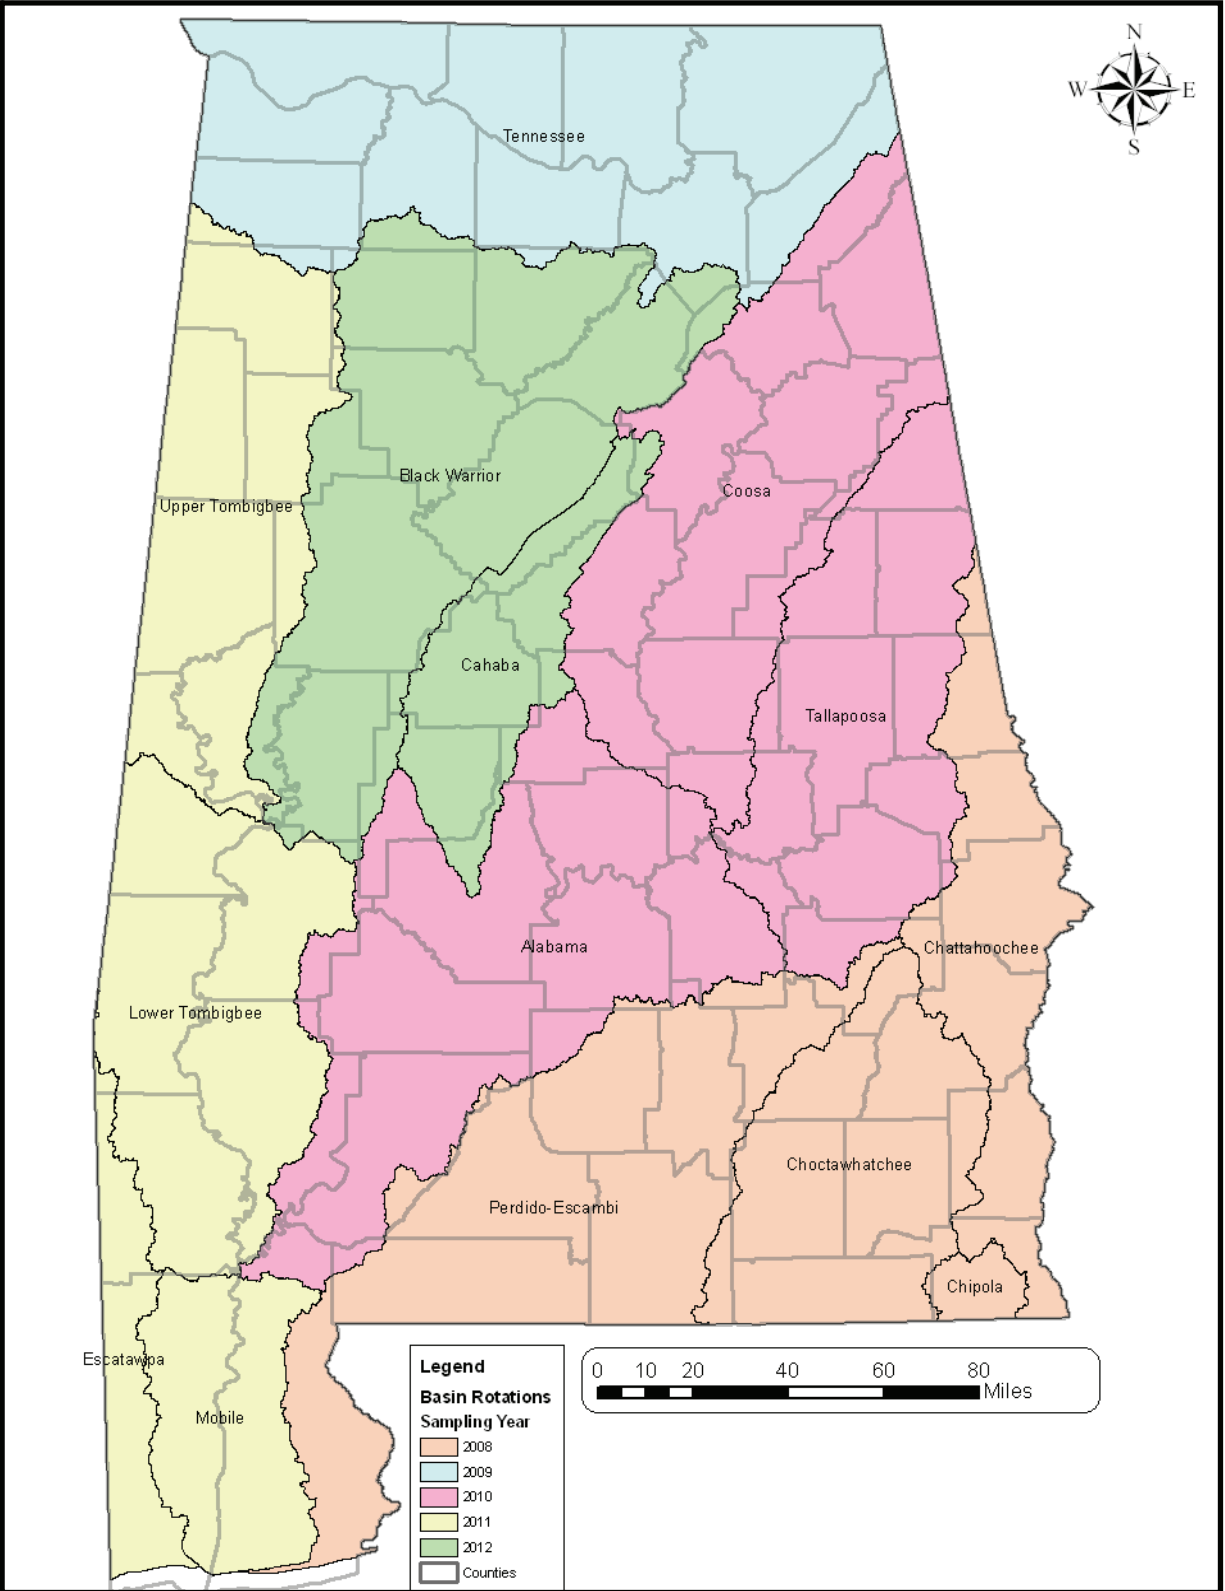 N
W E
S
Tennessee
Black Warrior
Coosa
Upper Tombigbee
Cahaba
Tallapoosa
Alabama
Chattahoochee
Lower Tombigbee
Choctawhatchee
Perdido-Escambi
Chipola
Escatawpa
Mobile
Legend
Basin Rotations
Sampling Year
2008
2009
2010
2011
2012
Counties
0 10 20 40 60 80
Miles